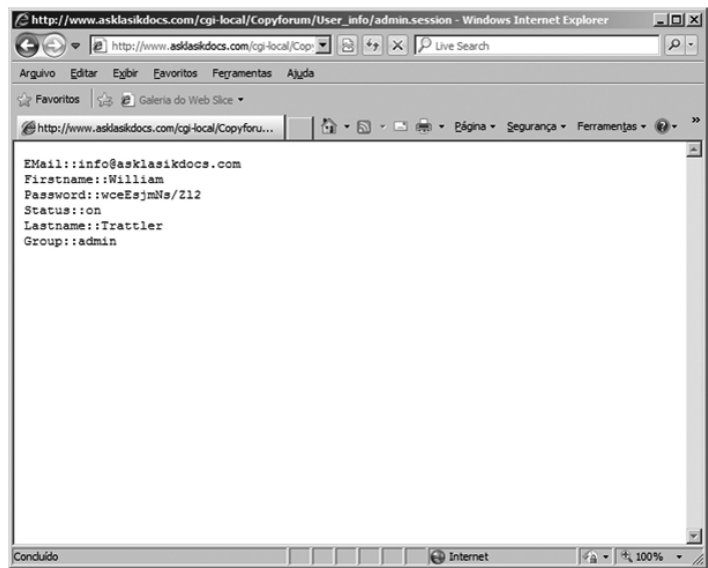 http://www.asklasikdocs.com/cgi-local/Copyforum/User_info/admin.session - Windows Internet Explorer
http://www.asklasikdocs.com/cgi-local/Cop
Live Search
Arquivo Editar Exibir Favoritos Ferramentas Ajuda
Favoritos Galeria do Web Slice
http://www.asklasikdocs.com/cgi-local/Copyforu... Página Segurança Ferramentas »
EMail::info@asklasikdocs.com
Firstname::William
Password::wceEsjmNs/Zl2
Status::on
Lastname::Trattler
Group::admin
Concluído Internet 100%